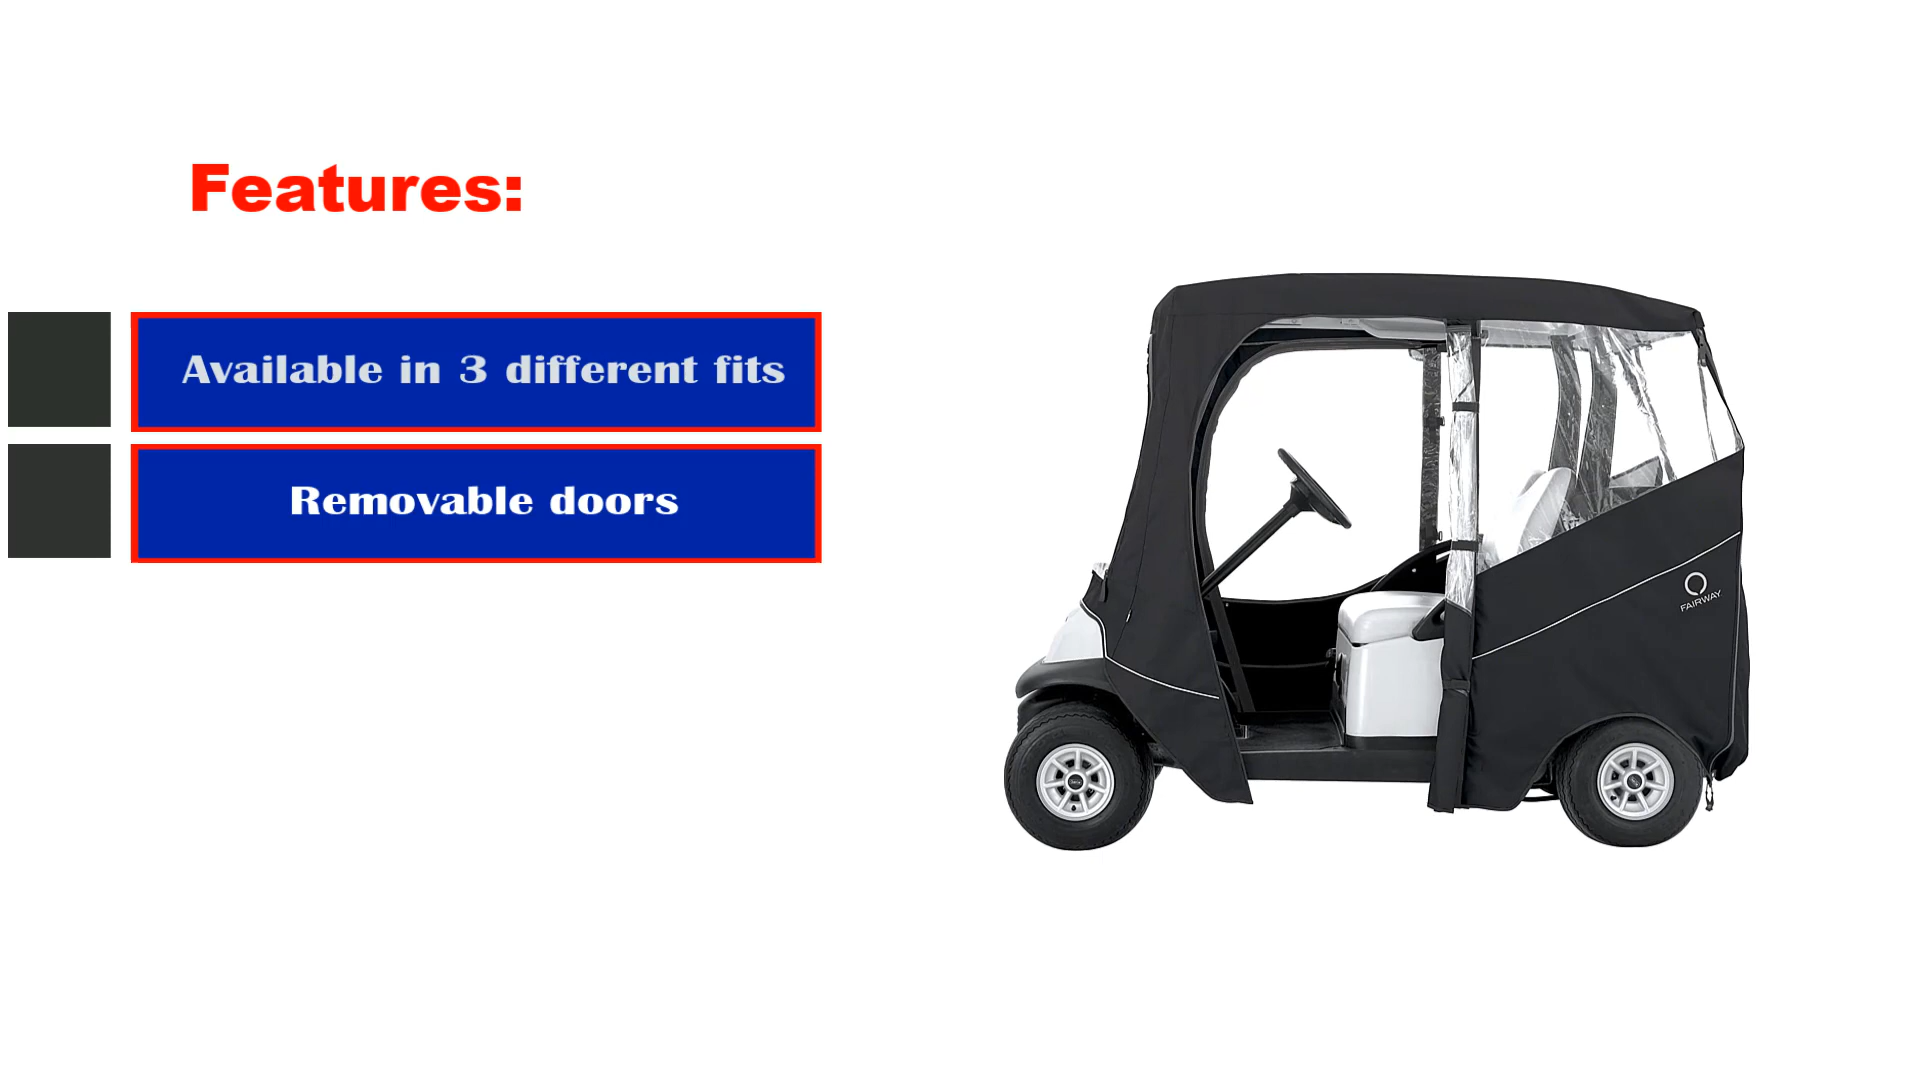 Features:
Available in 3 different fits
Removable doors
FAIRWAY